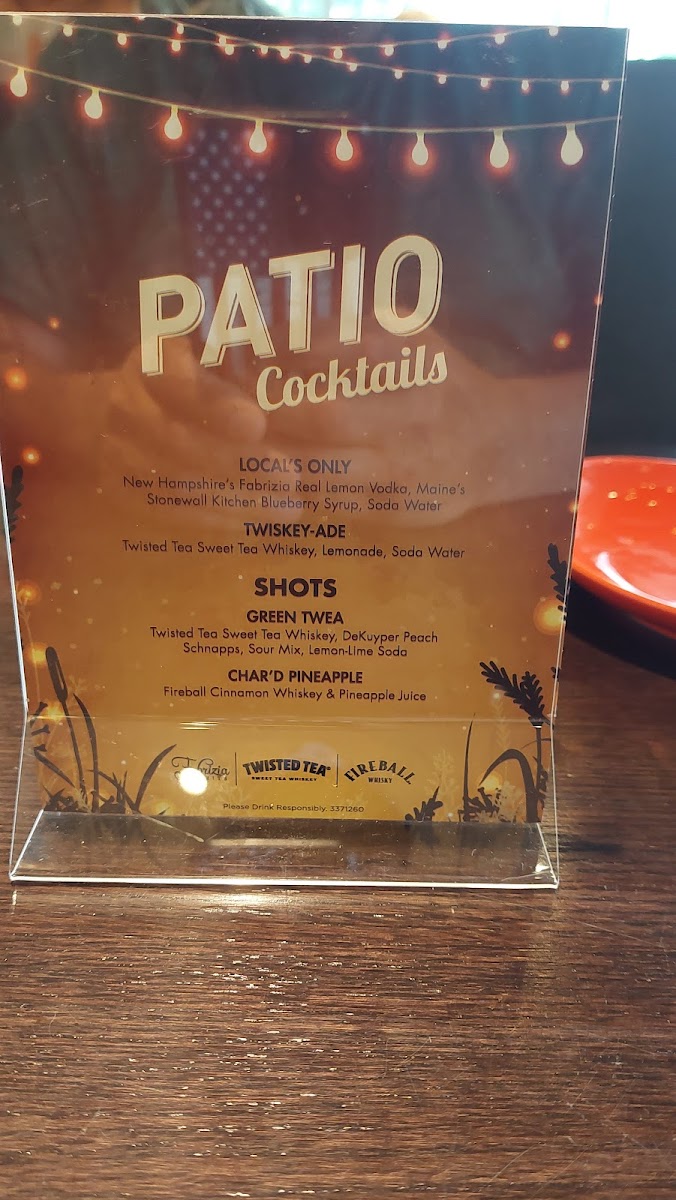 PATIO
Cocktails
LOCAL'S ONLY
New Hampshire's Fabrizia Real Lemon Vodka, Maine's
Stonewall Kitchen Blueberry Syrup, Soda Water
TWISKEY-ADE
Twisted Tea Sweet Tea Whiskey, Lemonade, Soda Water
SHOTS
GREEN TWEA
Twisted Tea Sweet Tea Whiskey, DeKuyper Peach
Schnapps, Sour Mix, Lemon-Lime Soda
CHAR'D PINEAPPLE
Fireball Cinnamon Whiskey & Pineapple Juice
TWISTED TEA
SWEET TEA WHISKEY
FIREBALL
WHISKY
Please Drink Responsibly. 3371260